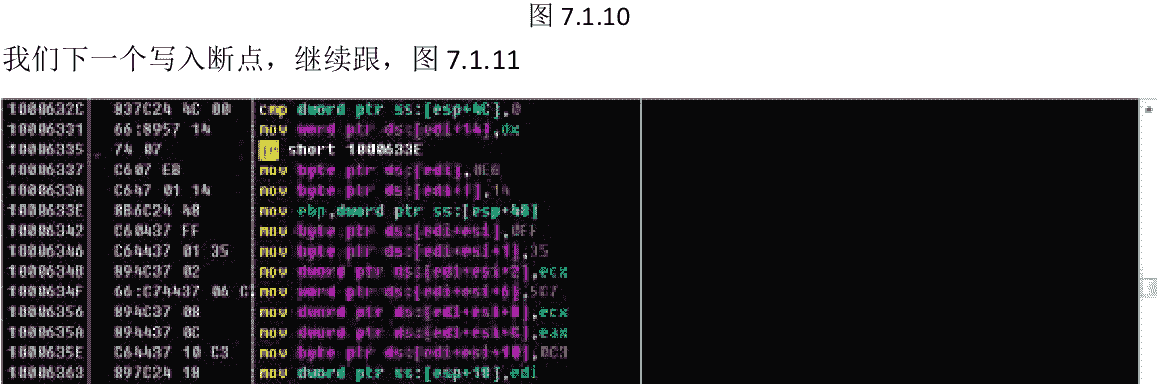 图 7.1.10
我们下一个写入断点，继续跟，图 7.1.11
1000632C 837C24 4C 00 cmp dword ptr ss:[esp+4C],0
10006331 66:8957 14 mov word ptr ds:[edi+14],dx
10006335 74 07 je short 1000633E
10006337 C607 EB mov byte ptr ds:[edi],0EB
1000633A C647 01 14 mov byte ptr ds:[edi+1],14
1000633E 8B6C24 48 mov ebp,dword ptr ss:[esp+48]
10006342 C60437 FF mov byte ptr ds:[edi+esi],0FF
10006346 C64437 01 35 mov byte ptr ds:[edi+esi+1],35
1000634B 894C37 02 mov dword ptr ds:[edi+esi+2],ecx
1000634F 66:C74437 06 C mov word ptr ds:[edi+esi+6],5C7
10006356 894C37 08 mov dword ptr ds:[edi+esi+8],ecx
1000635A 894437 0C mov dword ptr ds:[edi+esi+C],eax
1000635E C64437 10 C3 mov byte ptr ds:[edi+esi+10],0C3
10006363 897C24 18 mov dword ptr ss:[esp+18],edi